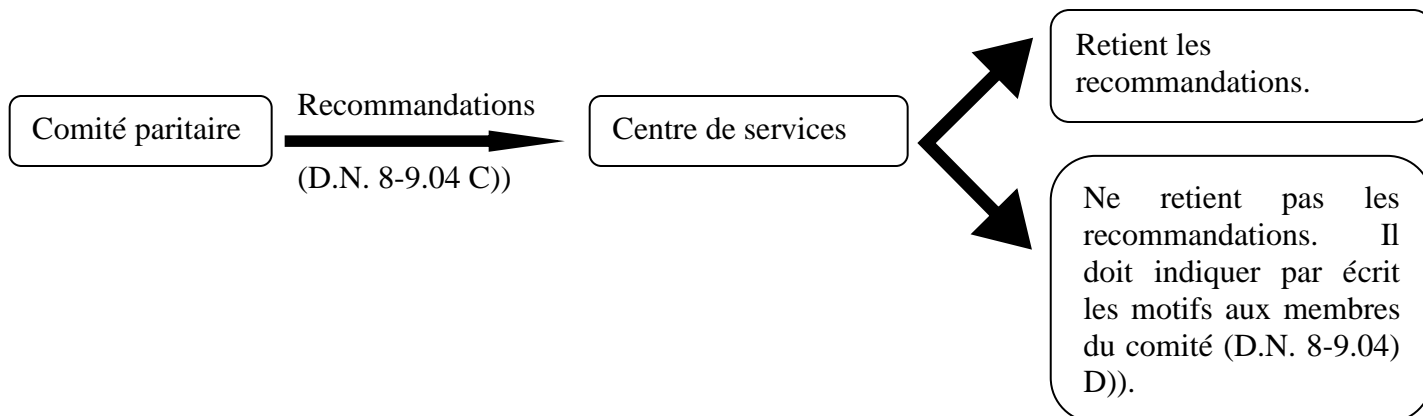 Comité paritaire
Recommandations
(D.N. 8-9.04 C))
Centre de services
Retient les
recommandations.
Ne retient pas les
recommandations. Il
doit indiquer par écrit
les motifs aux membres
du comité (D.N. 8-9.04)
D)).